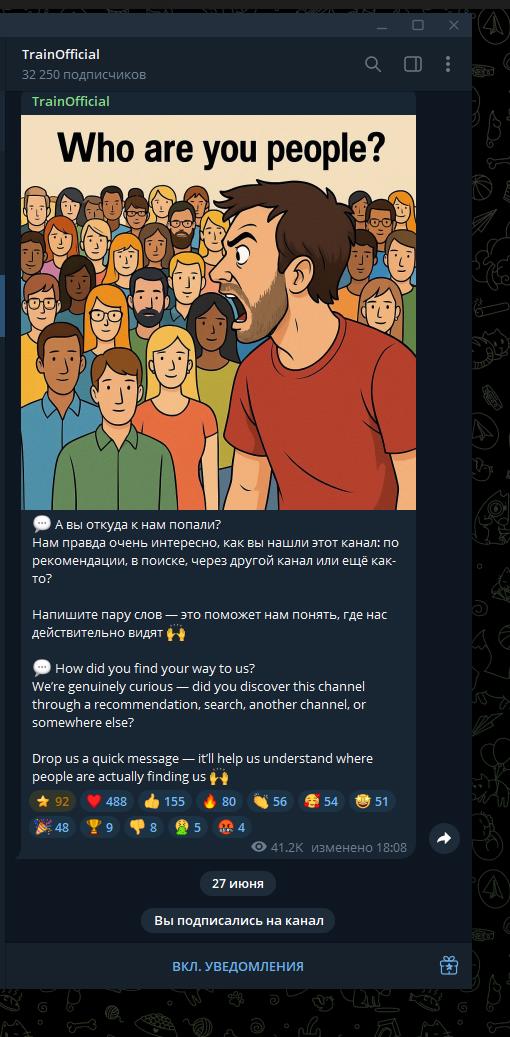 TrainOfficial
32 250 подписчиков
TrainOfficial
Who are you people?
💬 А вы откуда к нам попали?
Нам правда очень интересно, как вы нашли этот канал: по
рекомендации, в поиске, через другой канал или ещё как-
то?
Напишите пару слов — это поможет нам понять, где нас
действительно видят 🙌
💬 How did you find your way to us?
We’re genuinely curious — did you discover this channel
through a recommendation, search, another channel, or
somewhere else?
Drop us a quick message — it’ll help us understand where
people are actually finding us 🙌
⭐ 92 ❤️ 488 👍 155 🔥 80 👏 56 🥰 54 🤩 51
🎉 48 🏆 9 👎 8 🤮 5 🤬 4
41.2K изменено 18:08
27 июня
Вы подписались на канал
ВКЛ. УВЕДОМЛЕНИЯ